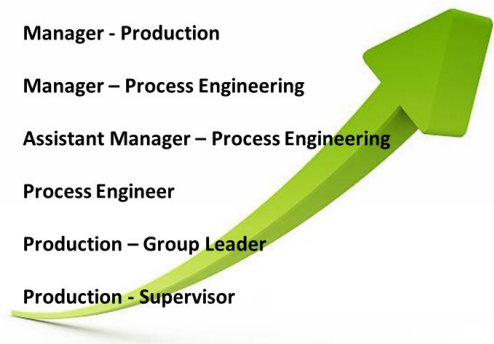 Manager - Production
Manager – Process Engineering
Assistant Manager – Process Engineering
Process Engineer
Production – Group Leader
Production - Supervisor